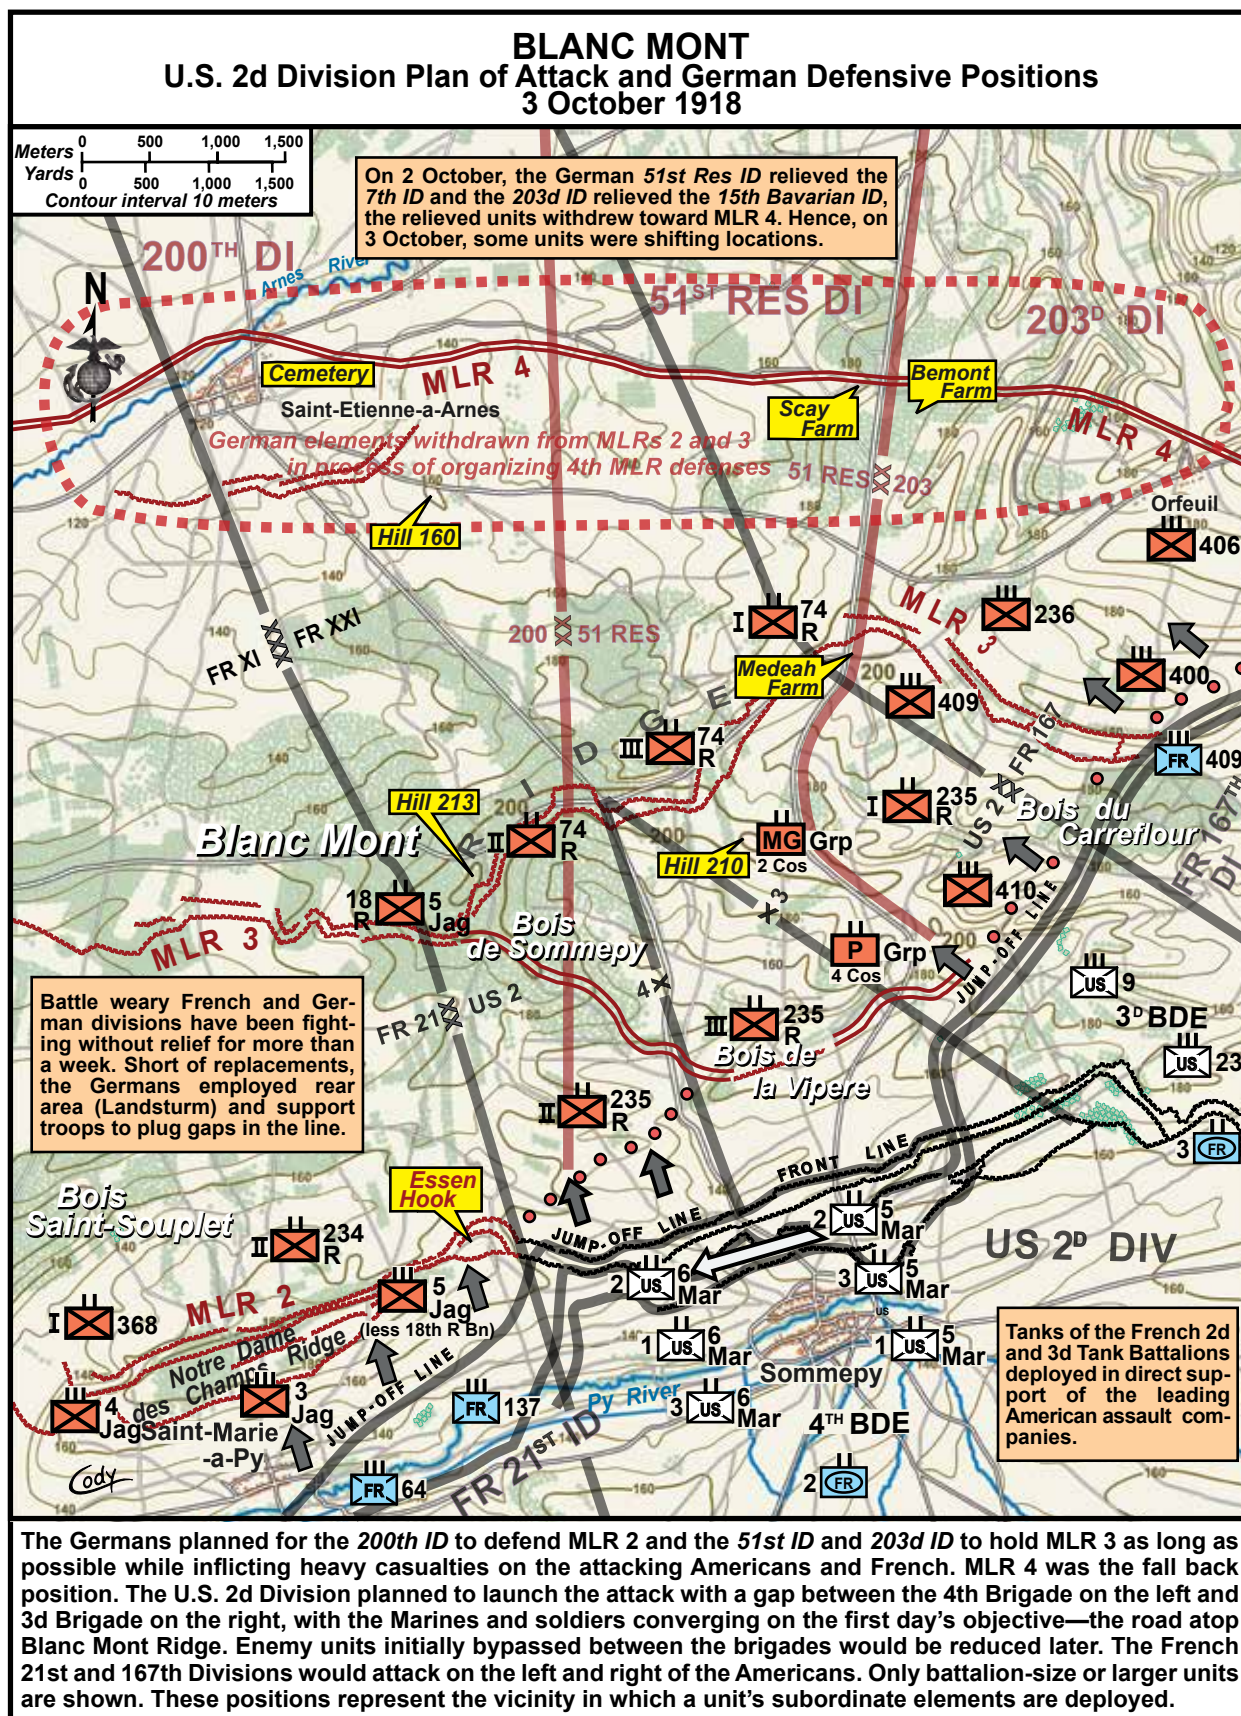 BLANC MONT
U.S. 2d Division Plan of Attack and German Defensive Positions
3 October 1918
Meters 0 500 1,000 1,500
Yards 0 500 1,000 1,500
Contour interval 10 meters
On 2 October, the German 51st Res ID relieved the
7th ID and the 203d ID relieved the 15th Bavarian ID,
the relieved units withdrew toward MLR 4. Hence, on
3 October, some units were shifting locations.
200TH DI
Arnes River
N
51ST RES DI
203D DI
Cemetery
MLR 4
Bemont
Farm
Scay
Farm
MLR 4
Saint-Etienne-a-Arnes
German elements withdrawn from MLRs 2 and 3
in process of organizing 4th MLR defenses
51 RES XX 203
Hill 160
Orfeuil
406
FR XI XXX FR XXI
200 XX 51 RES
I 74
R
MLR 3
236
Medeah
Farm
400
409
III 74
R
RIDGE
FR 409
US 2 XX FR 167
I 235
R
Bois du
Carreflour
FR 167TH
DI
Hill 213
Blanc Mont
II 74
R
MG Grp
2 Cos
Hill 210
410
18
R
5
Jag
X 3
MLR 3
Bois
de Sommepy
P Grp
4 Cos
JUMP-OFF LINE
US 9
3D BDE
US 23
4 X
FR 21 XX US 2
Battle weary French and Ger-
man divisions have been fight-
ing without relief for more than
a week. Short of replacements,
the Germans employed rear
area (Landsturm) and support
troops to plug gaps in the line.
III 235
R
Bois de
la Vipere
II 235
R
FRONT LINE
3 FR
Essen
Hook
Bois
Saint-Souplet
JUMP-OFF LINE
2 US 5
Mar
US 2D DIV
II 234
R
2 US 6
Mar
3 US 5
Mar
US
MLR 2
5
Jag
(less 18th R Bn)
I 368
Notre Dame
des Champs Ridge
1 US 6
Mar
1 US 5
Mar
Sommepy
Tanks of the French 2d
and 3d Tank Battalions
deployed in direct sup-
port of the leading
American assault com-
panies.
4
Jag
3
Jag
JUMP-OFF LINE
FR 137
Py River
3 US 6
Mar
4TH BDE
Saint-Marie
-a-Py
Cody
FR 64
FR 21ST ID
2 FR
The Germans planned for the 200th ID to defend MLR 2 and the 51st ID and 203d ID to hold MLR 3 as long as
possible while inflicting heavy casualties on the attacking Americans and French. MLR 4 was the fall back
position. The U.S. 2d Division planned to launch the attack with a gap between the 4th Brigade on the left and
3d Brigade on the right, with the Marines and soldiers converging on the first day's objective—the road atop
Blanc Mont Ridge. Enemy units initially bypassed between the brigades would be reduced later. The French
21st and 167th Divisions would attack on the left and right of the Americans. Only battalion-size or larger units
are shown. These positions represent the vicinity in which a unit's subordinate elements are deployed.